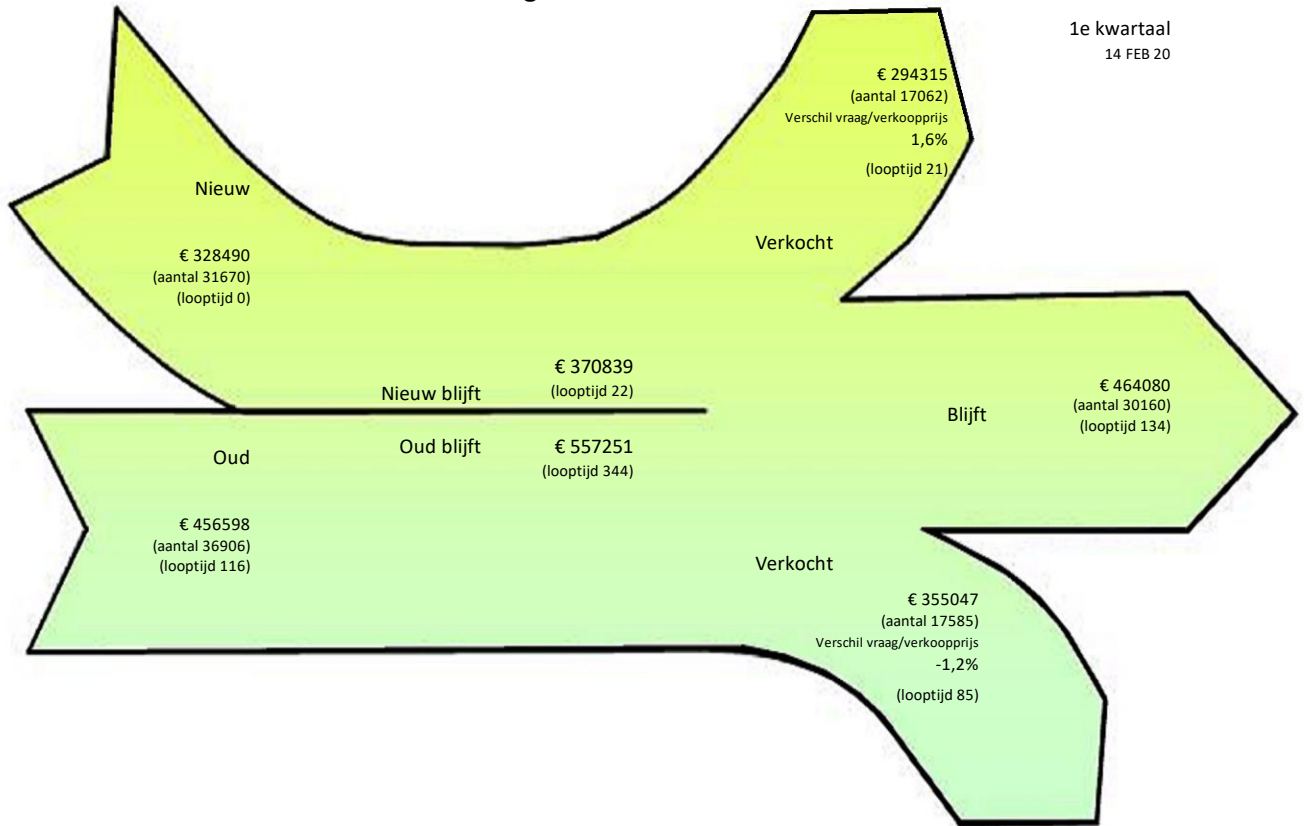 g
1e kwartaal
14 FEB 20
€ 294315
(aantal 17062)
Verschil vraag/verkoopprijs
1,6%
(looptijd 21)
Nieuw
Verkocht
€ 328490
(aantal 31670)
(looptijd 0)
€ 370839
Nieuw blijft
(looptijd 22)
€ 464080
(aantal 30160)
(looptijd 134)
Blijft
Oud blijft
€ 557251
(looptijd 344)
Oud
€ 456598
(aantal 36906)
(looptijd 116)
Verkocht
€ 355047
(aantal 17585)
Verschil vraag/verkoopprijs
-1,2%
(looptijd 85)